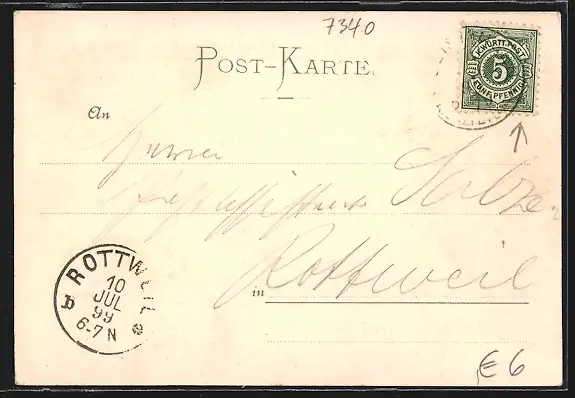 7340
POST-KARTE.
K. WÜRTT. POST
5
FÜNF PFENNIG
An
Herrn
Salzer
in Rottweil
ROTTWEIL
b
10
JUL
99
6-7 N
€ 6